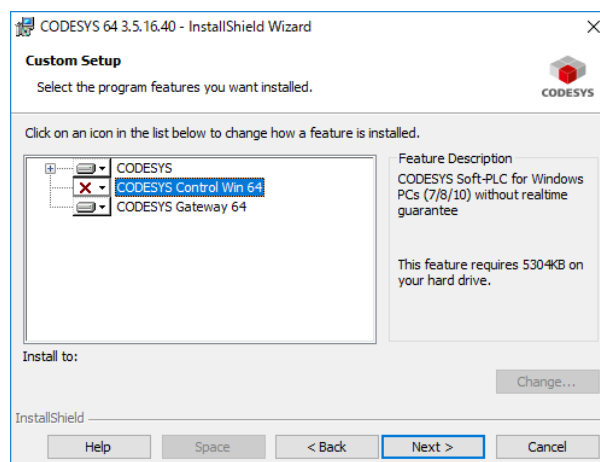 CODESYS 64 3.5.16.40 - InstallShield Wizard
Custom Setup
Select the program features you want installed.
CODESYS
Click on an icon in the list below to change how a feature is installed.
CODESYS
CODESYS Control Win 64
CODESYS Gateway 64
Feature Description
CODESYS Soft-PLC for Windows
PCs (7/8/10) without realtime
guarantee
This feature requires 5304KB on
your hard drive.
Install to:
Change...
InstallShield
Help
Space
< Back
Next >
Cancel